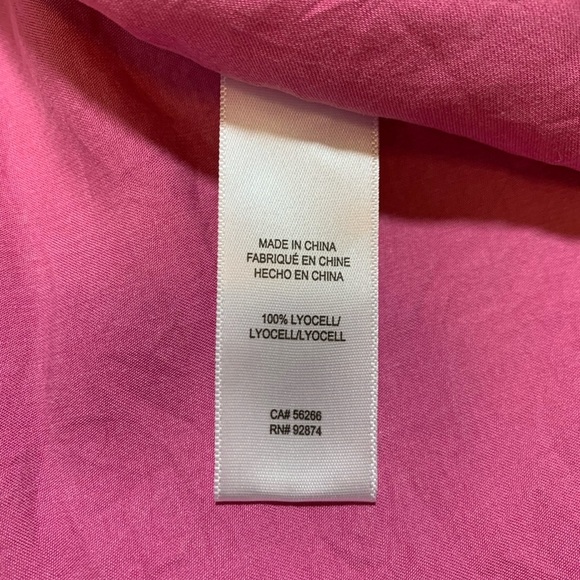 MADE IN CHINA
FABRIQUÉ EN CHINE
HECHO EN CHINA
100% LYOCELL/
LYOCELL/LYOCELL
CA# 56266
RN# 92874